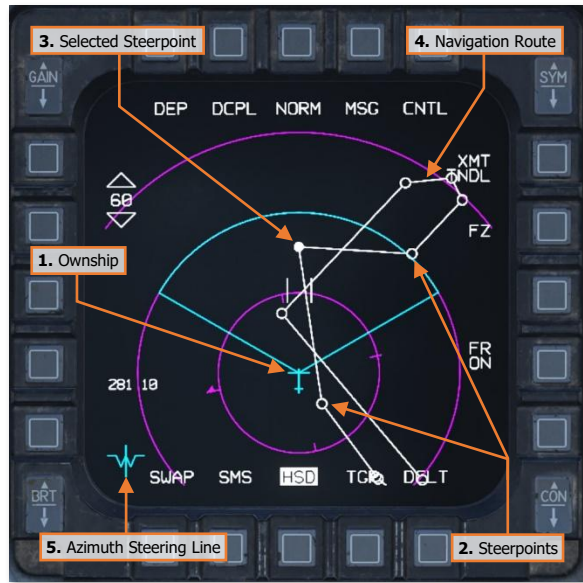 3. Selected Steerpoint
4. Navigation Route
GAIN
SYM
DEP DCPL NORM MSG CNTL
XMT
TNDL
60
FZ
1. Ownship
FR
ON
281 10
SWAP SMS HSD TGP DCLT
BRT
CON
5. Azimuth Steering Line
2. Steerpoints